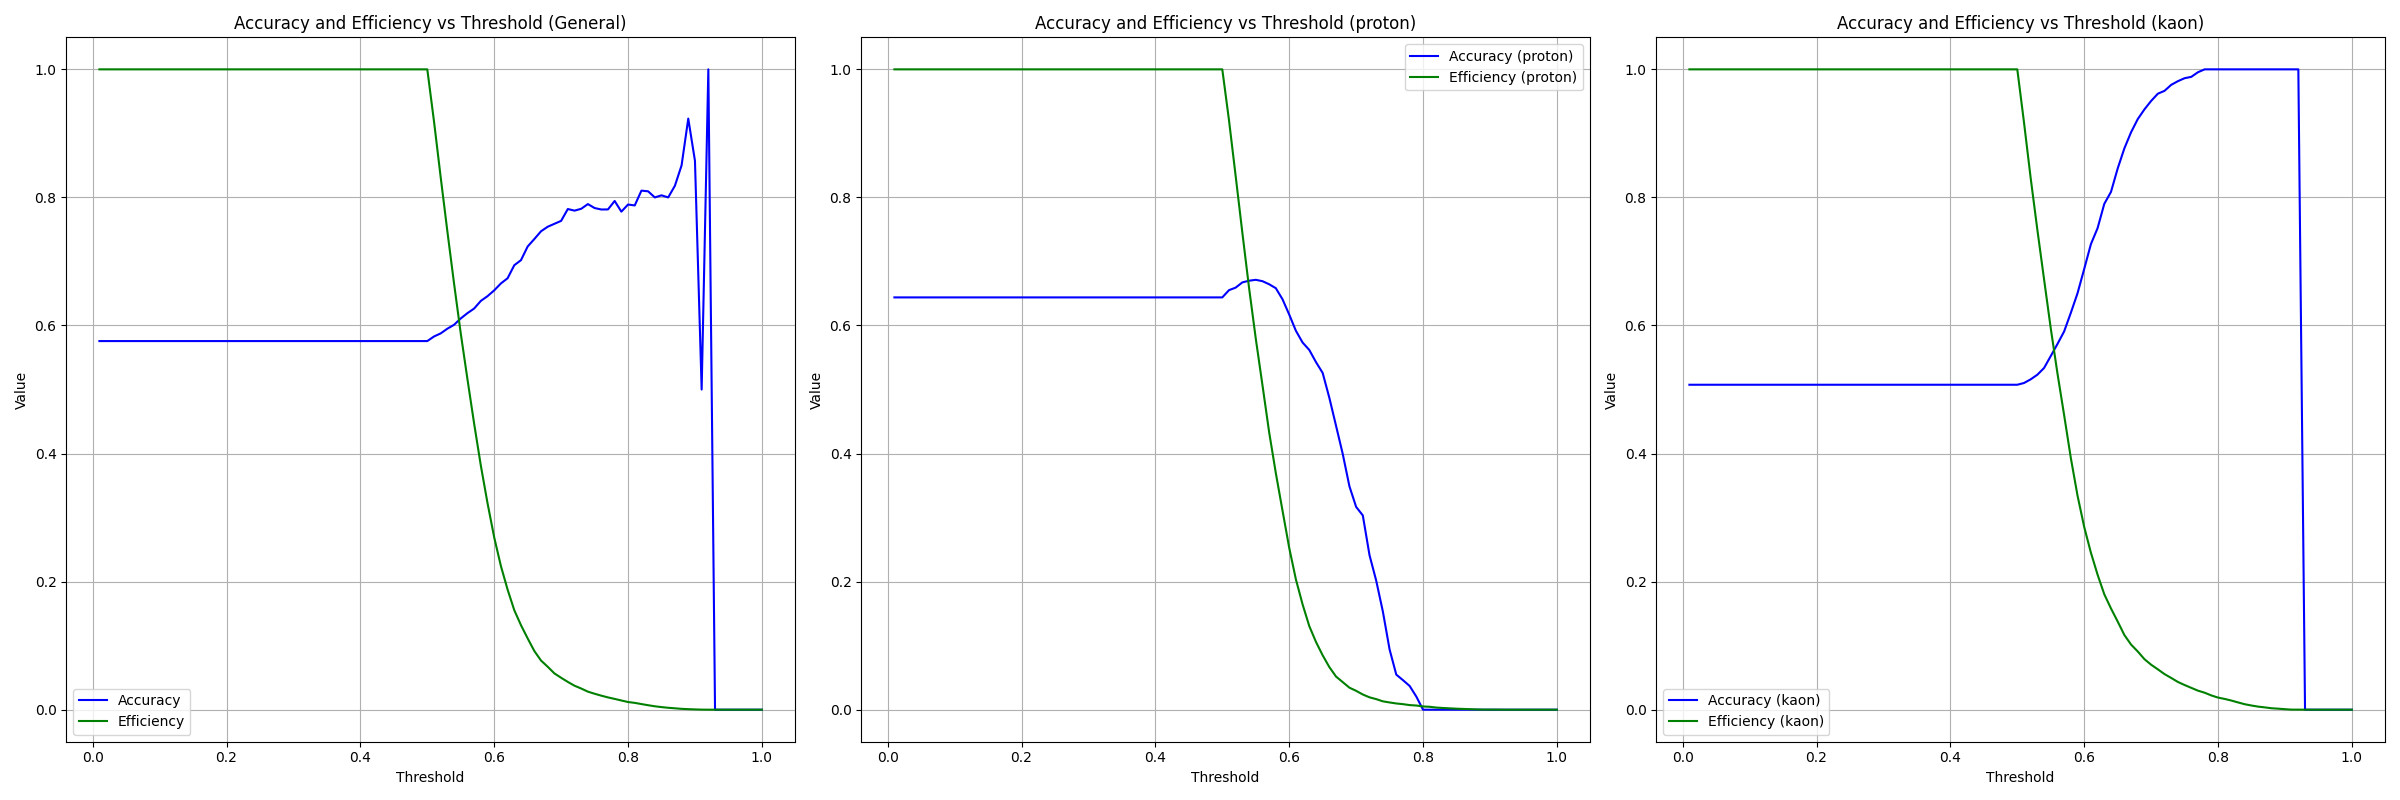 Accuracy and Efficiency vs Threshold (General)
1.0
0.8
0.6
0.4
0.2
0.0
Value
Accuracy
Efficiency
0.0 0.2 0.4 0.6 0.8 1.0
Threshold
Accuracy and Efficiency vs Threshold (proton)
Accuracy (proton)
Efficiency (proton)
1.0
0.8
0.6
0.4
0.2
0.0
Value
0.0 0.2 0.4 0.6 0.8 1.0
Threshold
Accuracy and Efficiency vs Threshold (kaon)
1.0
0.8
0.6
0.4
0.2
0.0
Value
Accuracy (kaon)
Efficiency (kaon)
0.0 0.2 0.4 0.6 0.8 1.0
Threshold